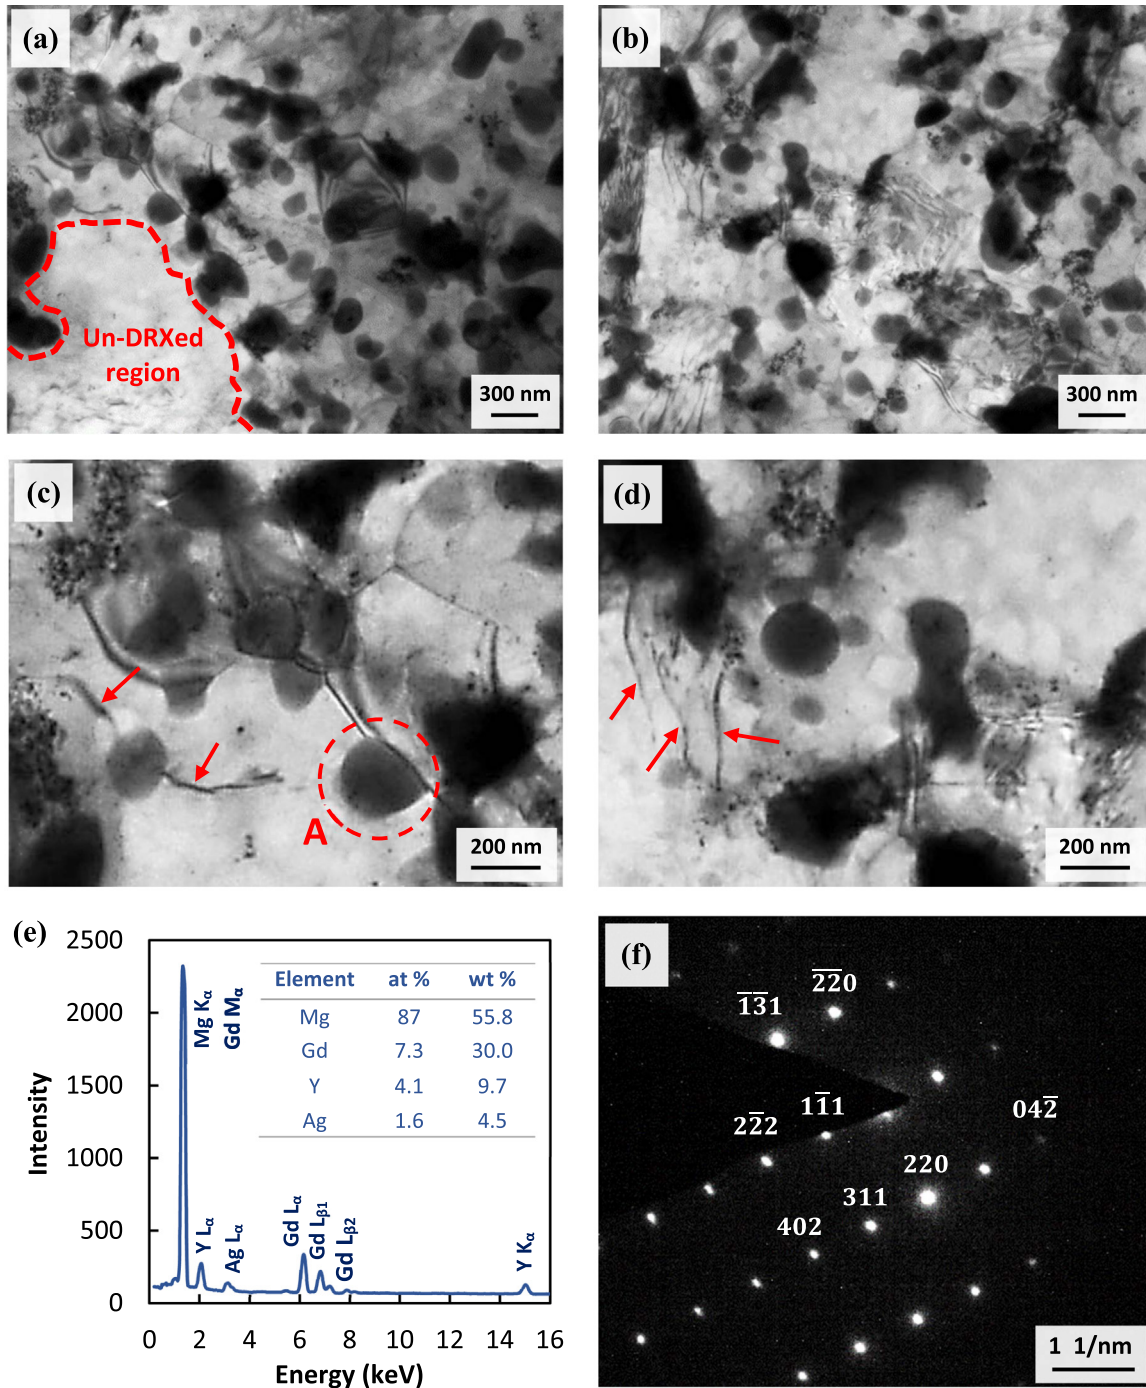 (a)
Un-DRXed
region
300 nm
(b)
300 nm
(c)
A
200 nm
(d)
200 nm
(e)
2500
2000
1500
1000
500
0
Intensity
Mg Kα
Gd Mα
Element at % wt %
Mg 87 55.8
Gd 7.3 30.0
Y 4.1 9.7
Ag 1.6 4.5
Y Lα
Ag Lα
Gd Lα
Gd Lβ1
Gd Lβ2
Y Kα
0 2 4 6 8 10 12 14 16
Energy (keV)
(f)
1̅3̅1
2̅2̅0
11̅1
22̅2
042̅
220
311
402
1 1/nm